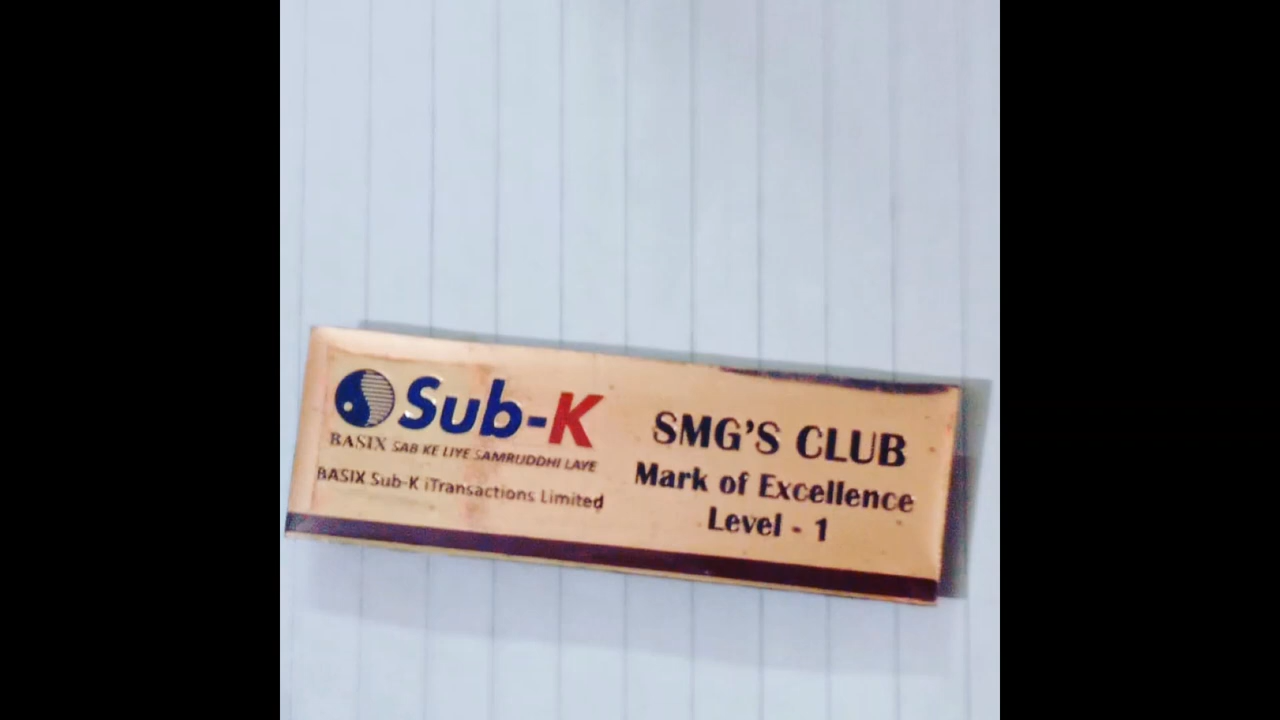 Sub-K
BASIX SAB KE LIYE SAMRUDDHI LAYE
BASIX Sub-K iTransactions Limited
SMG'S CLUB
Mark of Excellence
Level - 1